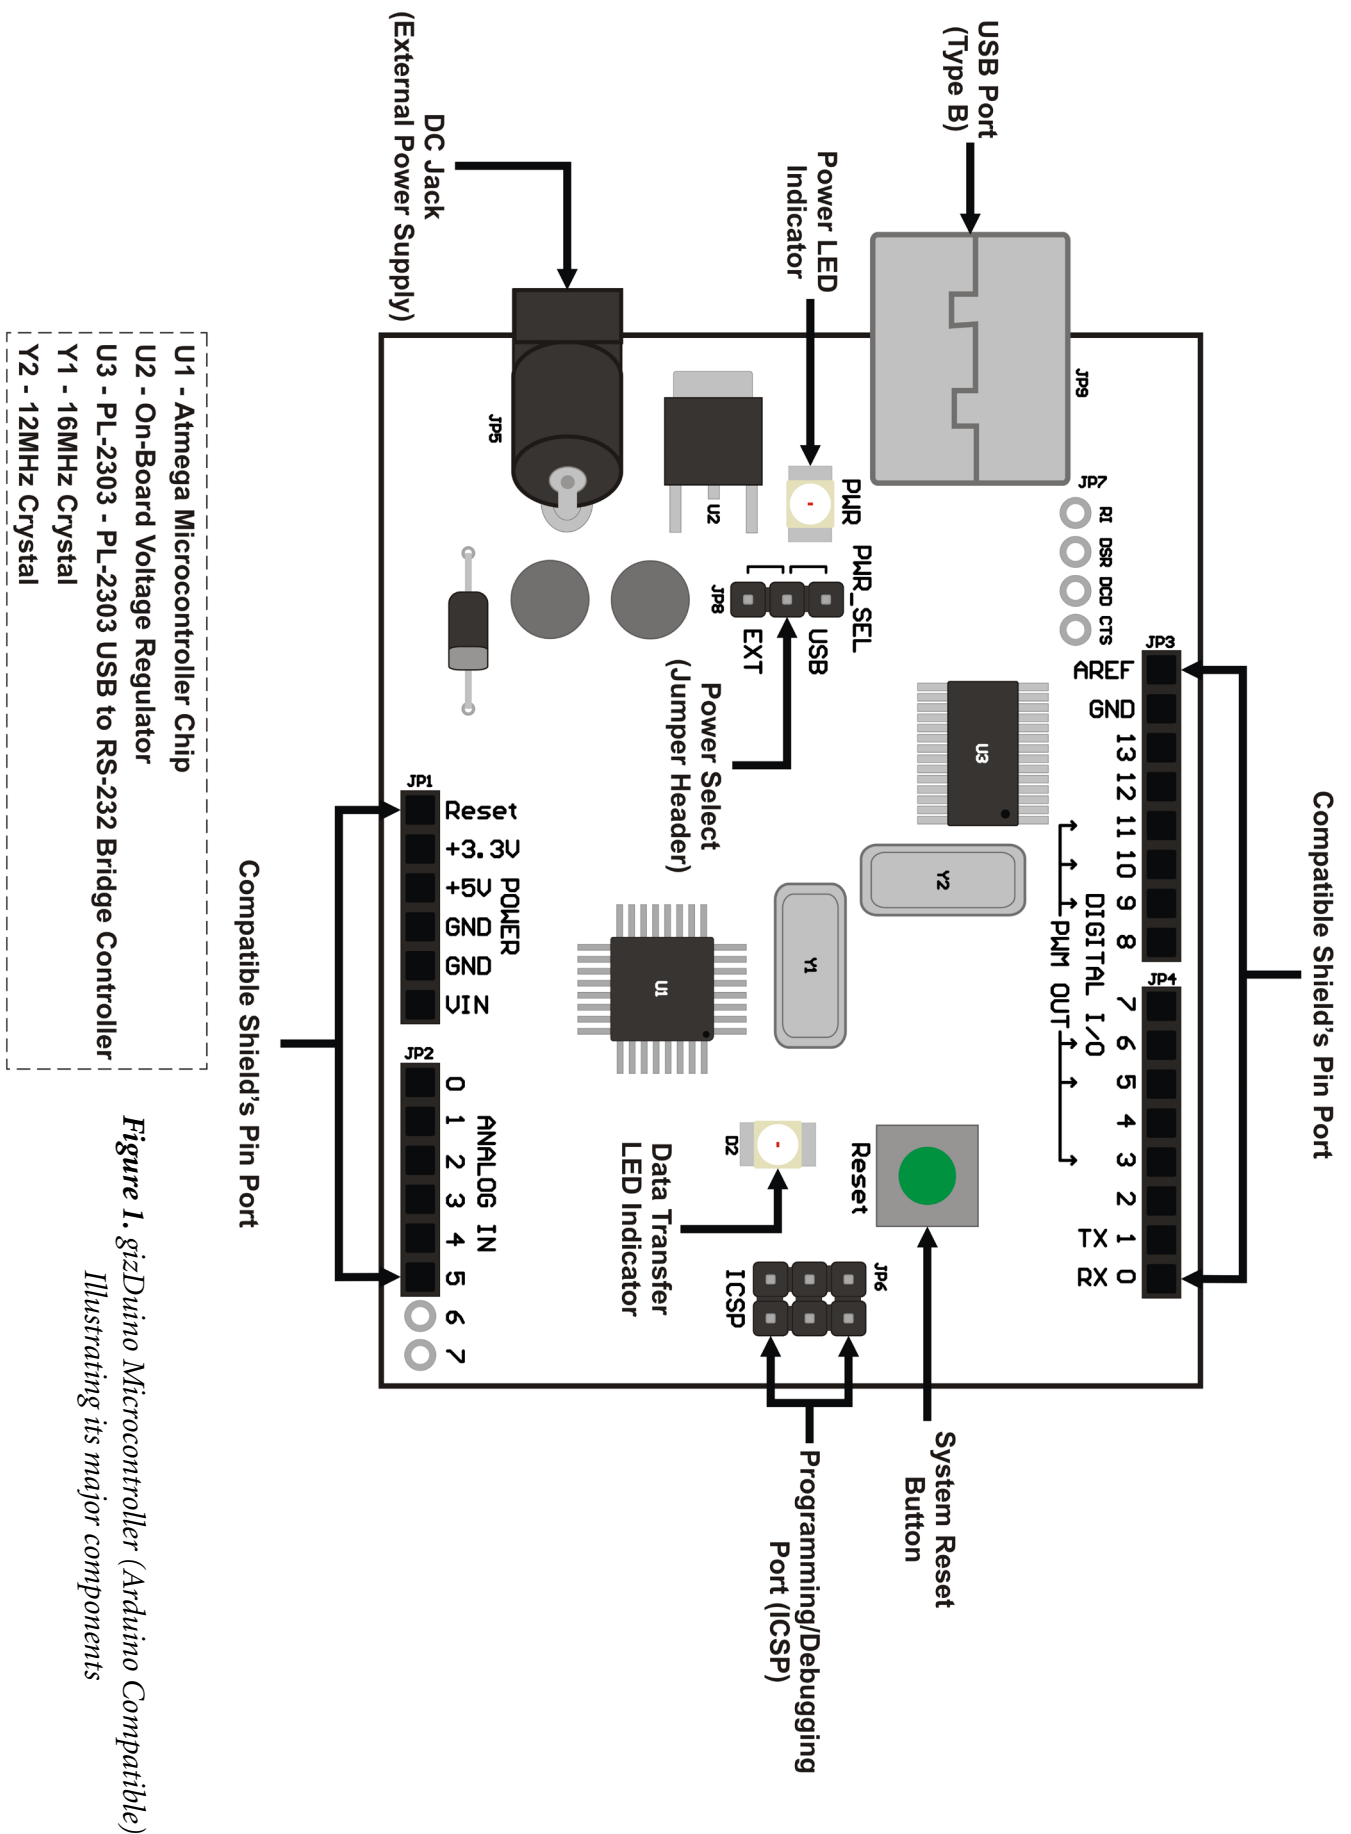 Compatible Shield's Pin Port
USB Port
(Type B)
Power LED
Indicator
DC Jack
(External Power Supply)
JP9
JP7
RI
DSR
DCD
CTS
JP3
AREF
GND
13
12
11
10
9
8
JP4
7
6
5
4
3
2
TX 1
RX 0
DIGITAL I/O
PWM OUT
PWR
PWR_SEL
USB
EXT
JP8
U2
JP5
U3
Y2
Y1
U1
Power Select
(Jumper Header)
Reset
D2
Data Transfer
LED Indicator
JP6
ICSP
System Reset
Button
Programming/Debugging
Port (ICSP)
JP1
Reset
+3.3V
+5V
GND
GND
VIN
POWER
JP2
0
1
2
3
4
5
6
7
ANALOG IN
Compatible Shield's Pin Port
U1 - Atmega Microcontroller Chip
U2 - On-Board Voltage Regulator
U3 - PL-2303 - PL-2303 USB to RS-232 Bridge Controller
Y1 - 16MHz Crystal
Y2 - 12MHz Crystal
Figure 1. gizDuino Microcontroller (Arduino Compatible)
Illustrating its major components